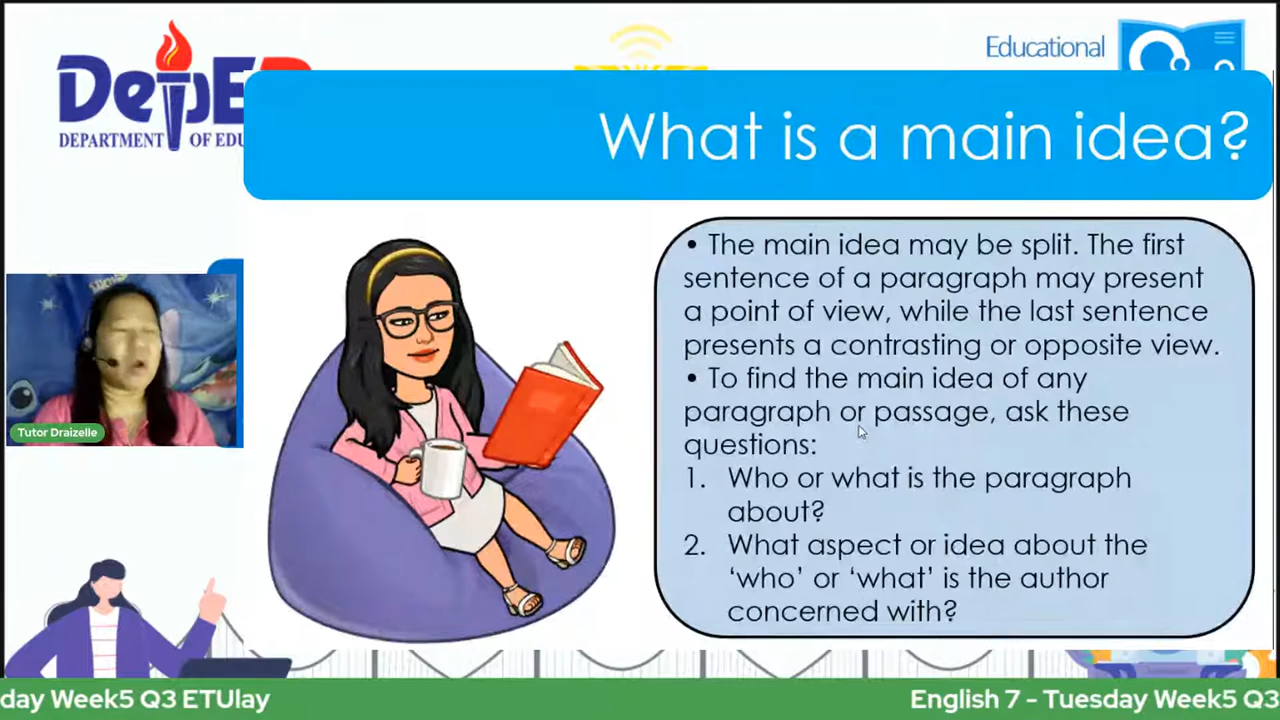 DepED
DEPARTMENT OF EDU
Educational
What is a main idea?
• The main idea may be split. The first
sentence of a paragraph may present
a point of view, while the last sentence
presents a contrasting or opposite view.
• To find the main idea of any
paragraph or passage, ask these
questions:
1. Who or what is the paragraph
about?
2. What aspect or idea about the
‘who’ or ‘what’ is the author
concerned with?
Tutor Draizelle
day Week5 Q3 ETUlay
English 7 - Tuesday Week5 Q3